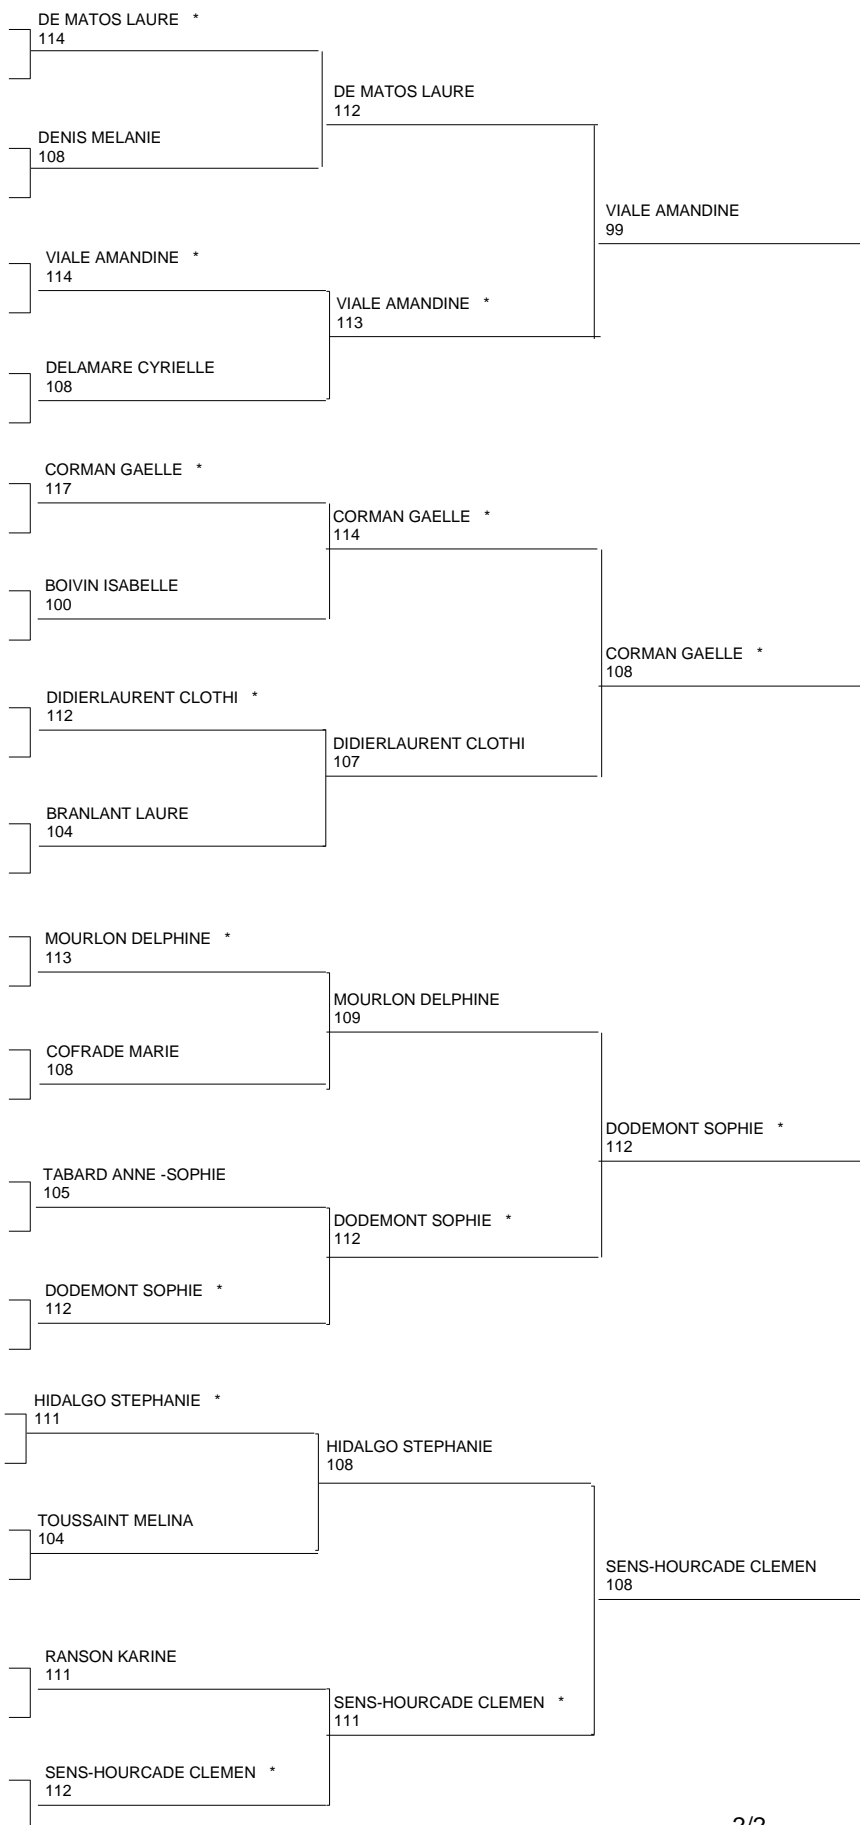 DE MATOS LAURE *
114
DE MATOS LAURE
112
DENIS MELANIE
108
VIALE AMANDINE
99
VIALE AMANDINE *
114
VIALE AMANDINE *
113
DELAMARE CYRIELLE
108
CORMAN GAELLE *
117
CORMAN GAELLE *
114
BOIVIN ISABELLE
100
CORMAN GAELLE *
108
DIDIERLAURENT CLOTHI *
112
DIDIERLAURENT CLOTHI
107
BRANLANT LAURE
104
MOURLON DELPHINE *
113
MOURLON DELPHINE
109
COFRADE MARIE
108
DODEMONT SOPHIE *
112
TABARD ANNE -SOPHIE
105
DODEMONT SOPHIE *
112
DODEMONT SOPHIE *
112
HIDALGO STEPHANIE *
111
HIDALGO STEPHANIE
108
TOUSSAINT MELINA
104
SENS-HOURCADE CLEMEN
108
RANSON KARINE
111
SENS-HOURCADE CLEMEN *
111
SENS-HOURCADE CLEMEN *
112